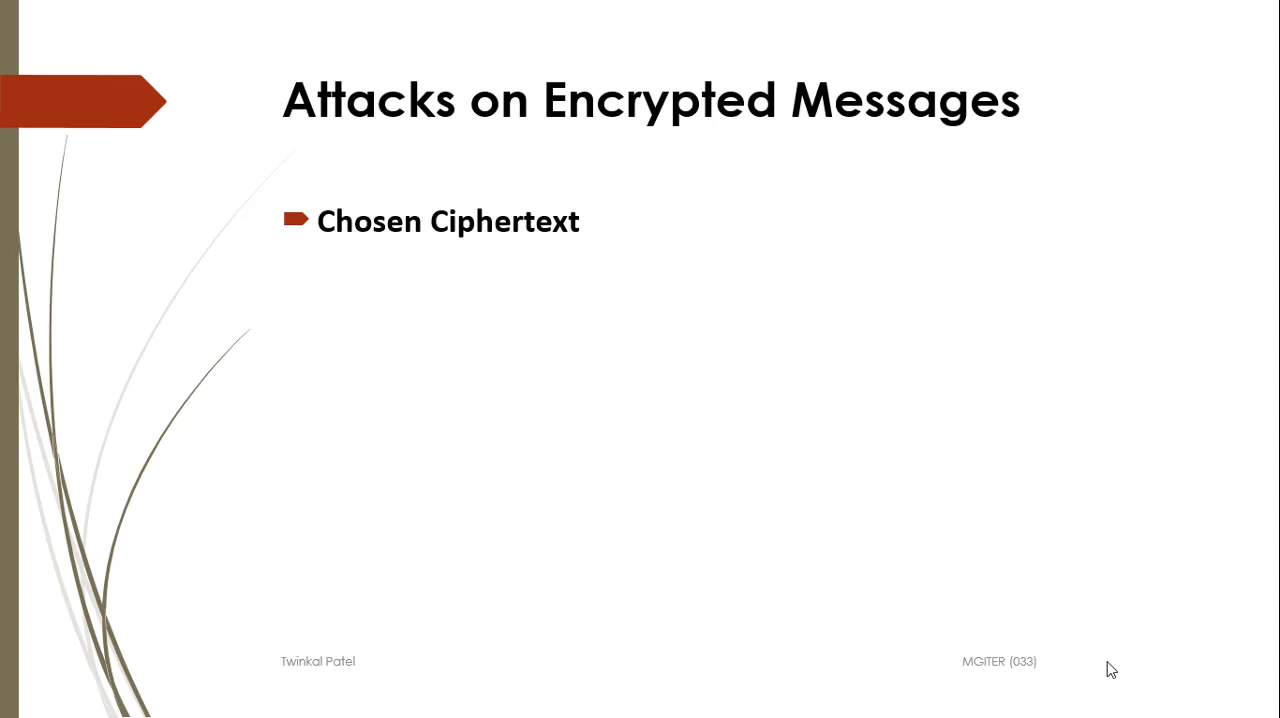 Attacks on Encrypted Messages
Chosen Ciphertext
Twinkal Patel
MGITER (033)